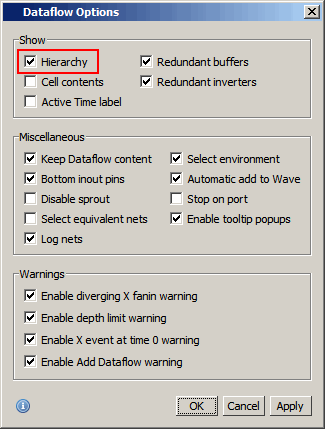 Dataflow Options
Show
Hierarchy
Redundant buffers
Cell contents
Redundant inverters
Active Time label
Miscellaneous
Keep Dataflow content
Select environment
Bottom inout pins
Automatic add to Wave
Disable sprout
Stop on port
Select equivalent nets
Enable tooltip popups
Log nets
Warnings
Enable diverging X fanin warning
Enable depth limit warning
Enable X event at time 0 warning
Enable Add Dataflow warning
OK Cancel Apply